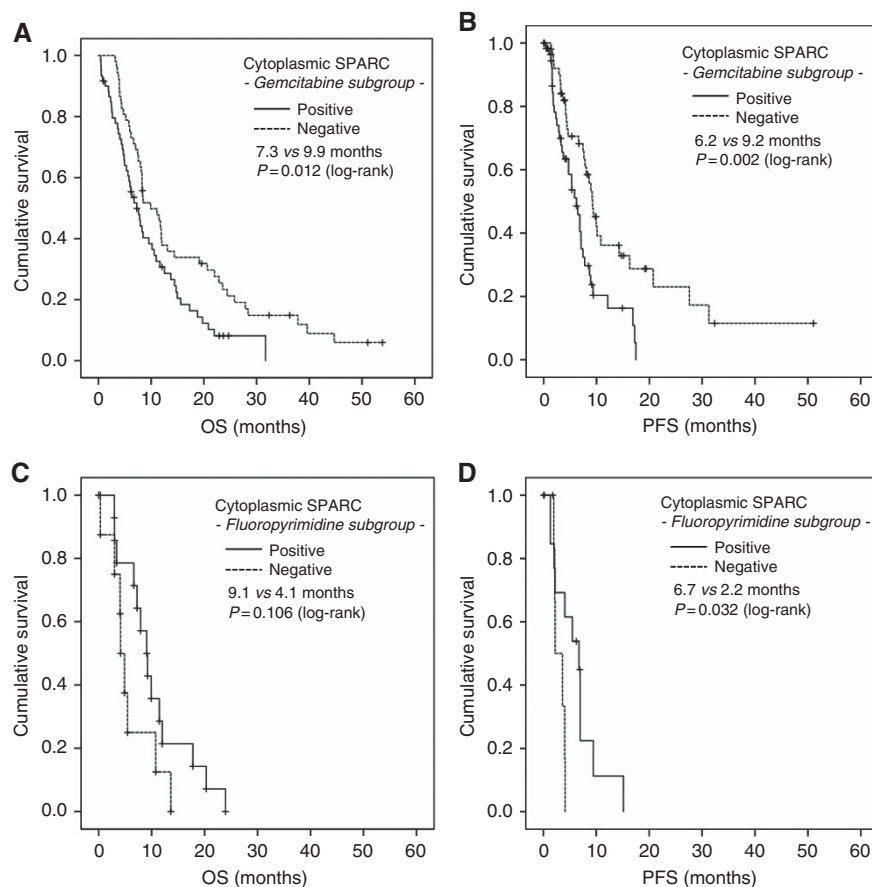 A
Cytoplasmic SPARC
- Gemcitabine subgroup -
Positive
Negative
7.3 vs 9.9 months
P=0.012 (log-rank)
Cumulative survival
1.0
0.8
0.6
0.4
0.2
0.0
0 10 20 30 40 50 60
OS (months)
B
Cytoplasmic SPARC
- Gemcitabine subgroup -
Positive
Negative
6.2 vs 9.2 months
P=0.002 (log-rank)
Cumulative survival
1.0
0.8
0.6
0.4
0.2
0.0
0 10 20 30 40 50 60
PFS (months)
C
Cytoplasmic SPARC
- Fluoropyrimidine subgroup -
Positive
Negative
9.1 vs 4.1 months
P=0.106 (log-rank)
Cumulative survival
1.0
0.8
0.6
0.4
0.2
0.0
0 10 20 30 40 50 60
OS (months)
D
Cytoplasmic SPARC
- Fluoropyrimidine subgroup -
Positive
Negative
6.7 vs 2.2 months
P=0.032 (log-rank)
Cumulative survival
1.0
0.8
0.6
0.4
0.2
0.0
0 10 20 30 40 50 60
PFS (months)